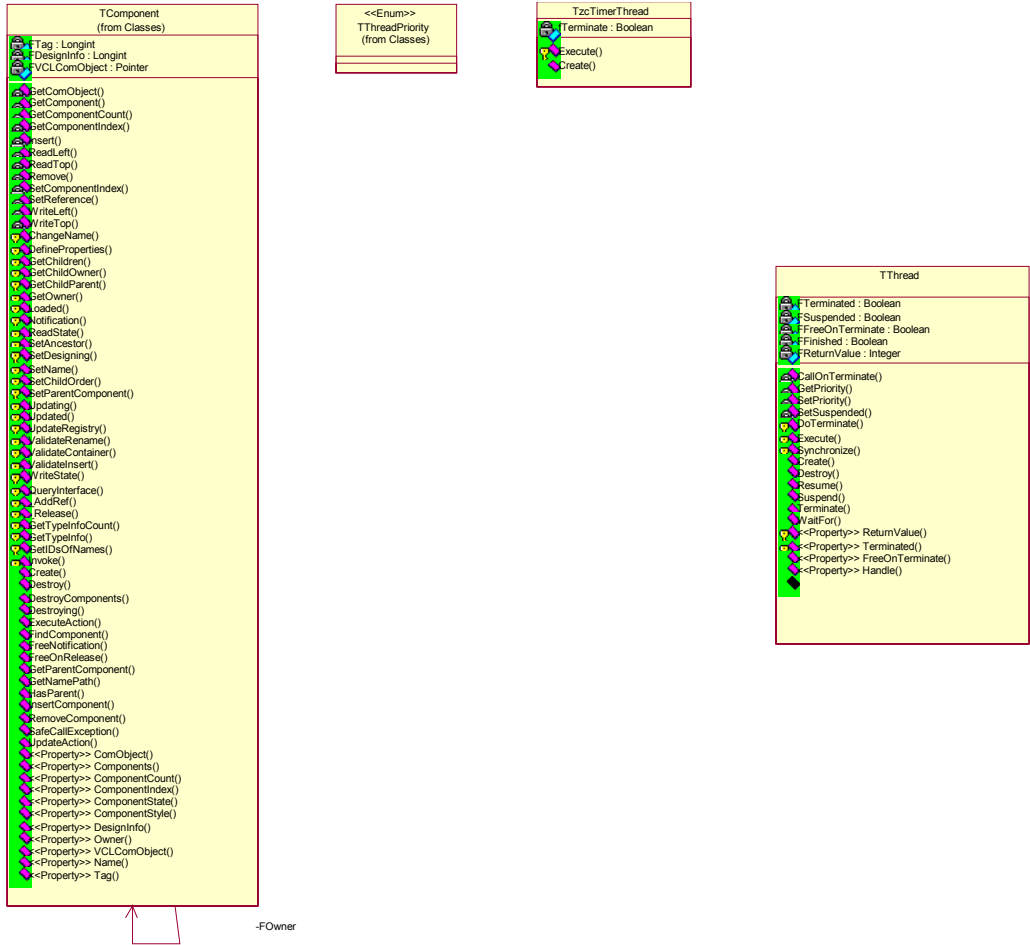 TComponent
(from Classes)
FTag : Longint
FDesignInfo : Longint
FVCLComObject : Pointer
GetComObject()
GetComponent()
GetComponentCount()
GetComponentIndex()
Insert()
ReadLeft()
ReadTop()
Remove()
SetComponentIndex()
SetReference()
WriteLeft()
WriteTop()
ChangeName()
DefineProperties()
GetChildren()
GetChildOwner()
GetChildParent()
GetOwner()
Loaded()
Notification()
ReadState()
SetAncestor()
SetDesigning()
SetName()
SetChildOrder()
SetParentComponent()
Updating()
Updated()
UpdateRegistry()
ValidateRename()
ValidateContainer()
ValidateInsert()
WriteState()
QueryInterface()
_AddRef()
_Release()
GetTypeInfoCount()
GetTypeInfo()
GetIDsOfNames()
Invoke()
Create()
Destroy()
DestroyComponents()
Destroying()
ExecuteAction()
FindComponent()
FreeNotification()
FreeOnRelease()
GetParentComponent()
GetNamePath()
HasParent()
InsertComponent()
RemoveComponent()
SafeCallException()
UpdateAction()
<<Property>> ComObject()
<<Property>> Components()
<<Property>> ComponentCount()
<<Property>> ComponentIndex()
<<Property>> ComponentState()
<<Property>> ComponentStyle()
<<Property>> DesignInfo()
<<Property>> Owner()
<<Property>> VCLComObject()
<<Property>> Name()
<<Property>> Tag()
-FOwner
<<Enum>>
TThreadPriority
(from Classes)
TzcTimerThread
fTerminate : Boolean
Execute()
Create()
TThread
FTerminated : Boolean
FSuspended : Boolean
FFreeOnTerminate : Boolean
FFinished : Boolean
FReturnValue : Integer
CallOnTerminate()
GetPriority()
SetPriority()
SetSuspended()
DoTerminate()
Execute()
Synchronize()
Create()
Destroy()
Resume()
Suspend()
Terminate()
WaitFor()
<<Property>> ReturnValue()
<<Property>> Terminated()
<<Property>> FreeOnTerminate()
<<Property>> Handle()